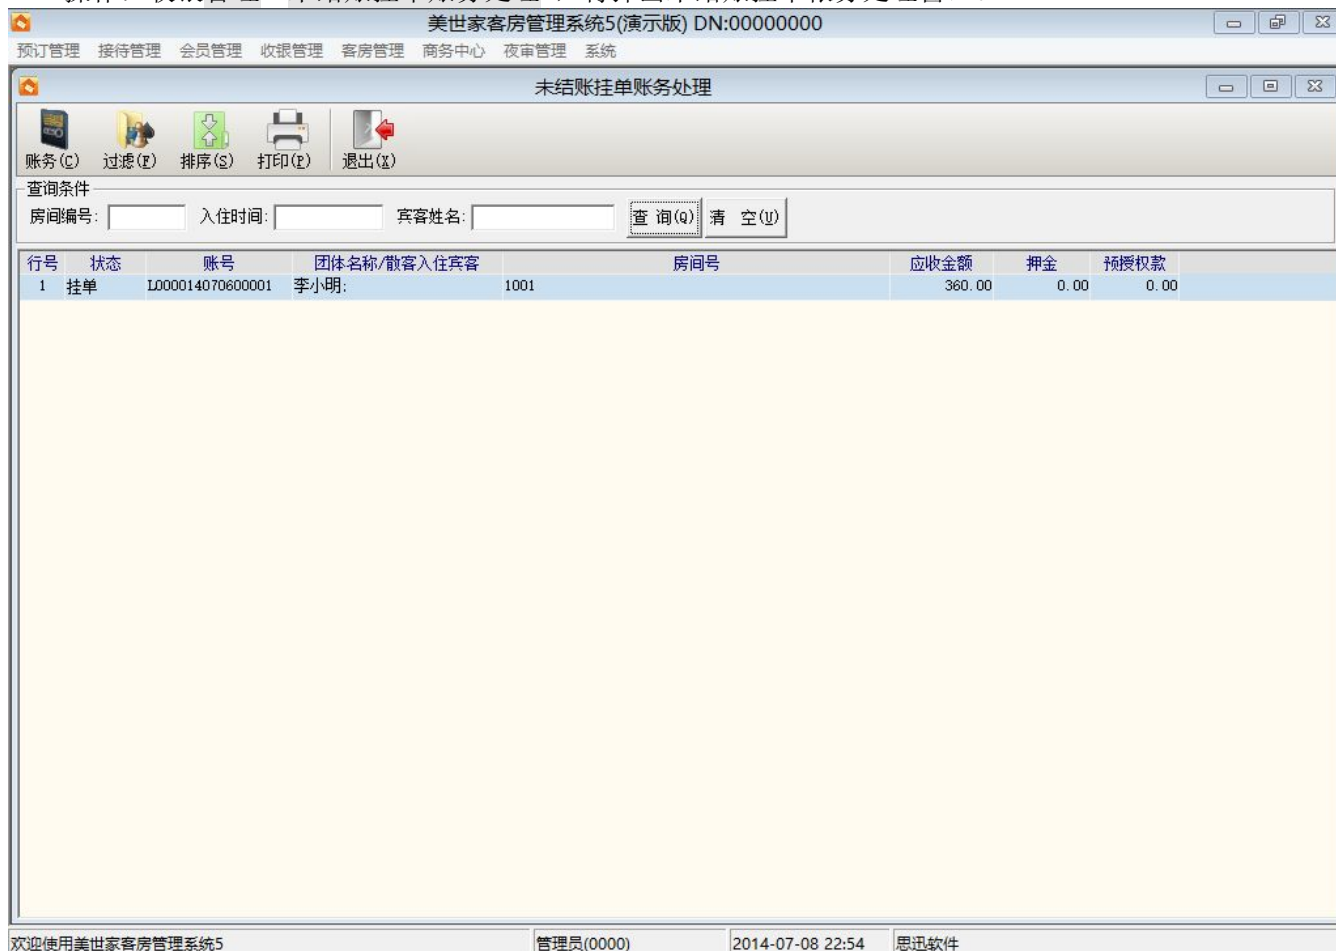 美世家客房管理系统5(演示版) DN:00000000
预订管理 接待管理 会员管理 收银管理 客房管理 商务中心 夜审管理 系统
未结账挂单账务处理
账务(C) 过滤(F) 排序(S) 打印(P) 退出(X)
查询条件
房间编号: 入住时间: 宾客姓名: 查 询(Q) 清 空(U)
行号 状态 账号 团体名称/散客入住宾客 房间号 应收金额 押金 预授权款
1 挂单 L000014070600001 李小明: 1001 360.00 0.00 0.00
欢迎使用美世家客房管理系统5 管理员(0000) 2014-07-08 22:54 思迅软件